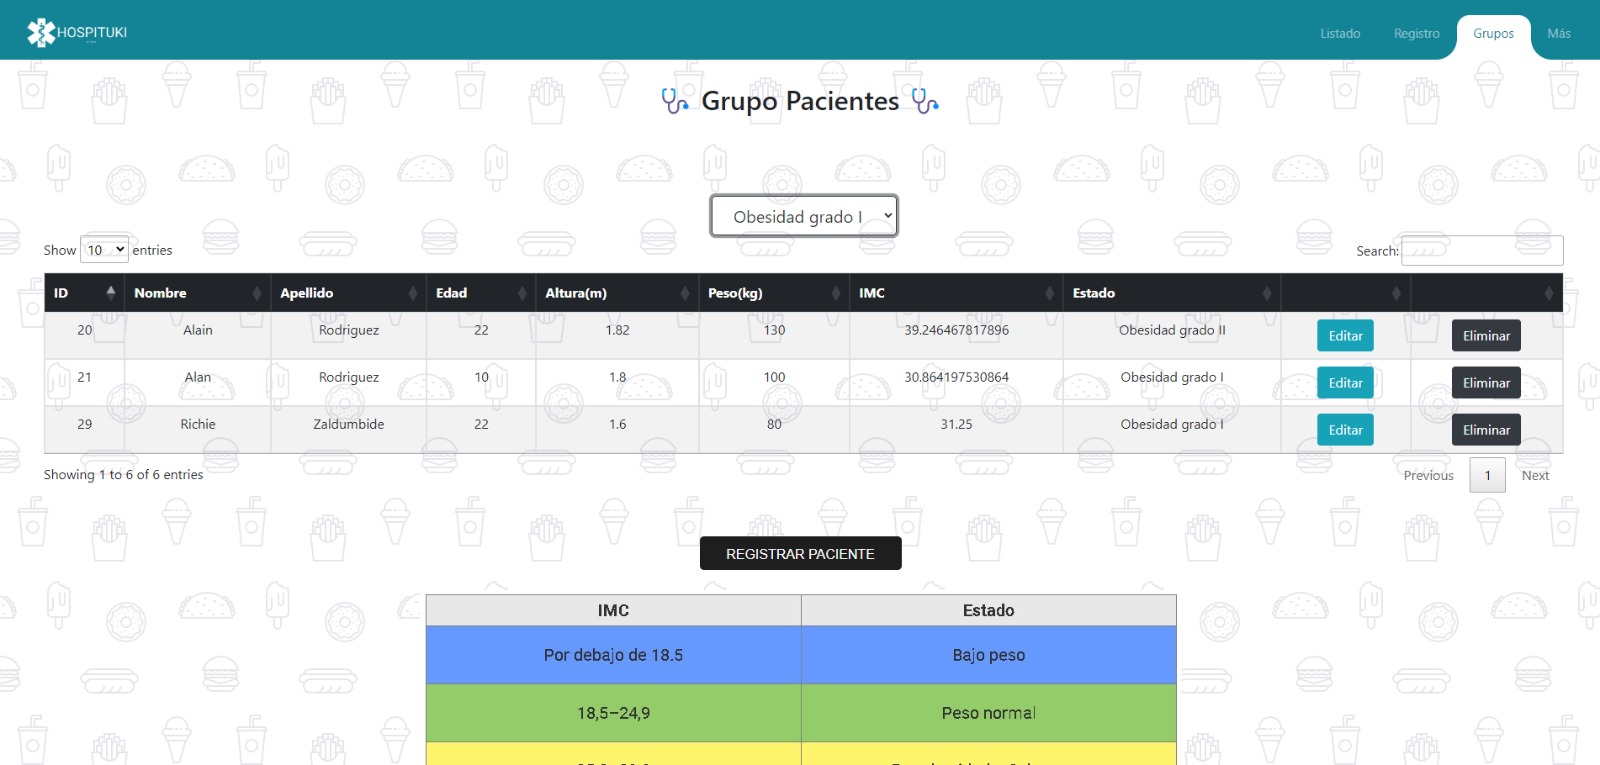 HOSPITUKI
Listado Registro Grupos Más
Grupo Pacientes
Obesidad grado I
Show 10 entries
Search:
ID Nombre Apellido Edad Altura(m) Peso(kg) IMC Estado
20 Alain Rodriguez 22 1.82 130 39.246467817896 Obesidad grado II Editar Eliminar
21 Alan Rodriguez 10 1.8 100 30.864197530864 Obesidad grado I Editar Eliminar
29 Richie Zaldumbide 22 1.6 80 31.25 Obesidad grado I Editar Eliminar
Showing 1 to 6 of 6 entries
Previous 1 Next
REGISTRAR PACIENTE
IMC Estado
Por debajo de 18.5 Bajo peso
18,5–24,9 Peso normal